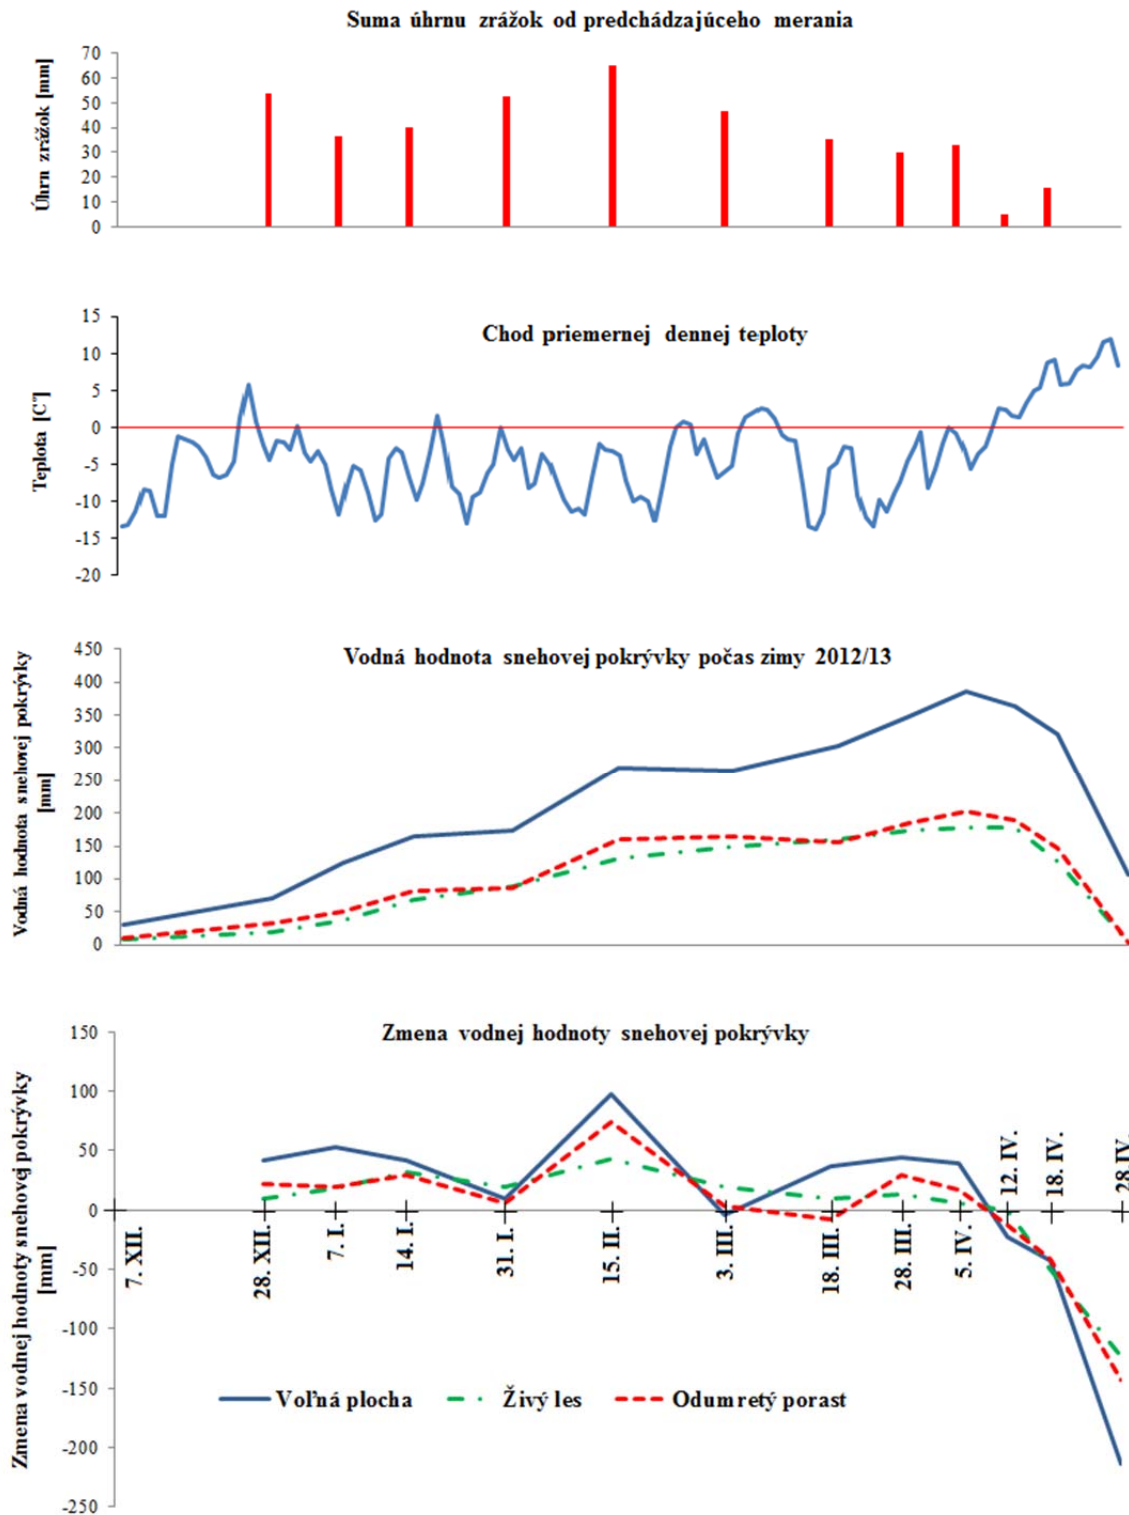 Suma úhrnu zrážok od predchádzajúceho merania
Úhrn zrážok [mm]
70
60
50
40
30
20
10
0
Chod priemernej dennej teploty
Teplota [C˚]
15
10
5
0
-5
-10
-15
-20
Vodná hodnota snehovej pokrývky počas zimy 2012/13
Vodná hodnota snehovej pokrývky
[mm]
450
400
350
300
250
200
150
100
50
0
Zmena vodnej hodnoty snehovej pokrývky
Zmena vodnej hodnoty snehovej pokrývky
[mm]
150
100
50
0
-50
-100
-150
-200
-250
7. XII.
28. XII.
7. I.
14. I.
31. I.
15. II.
3. III.
18. III.
28. III.
5. IV.
12. IV.
18. IV.
28 IV.
Voľná plocha
Živý les
Odumretý porast